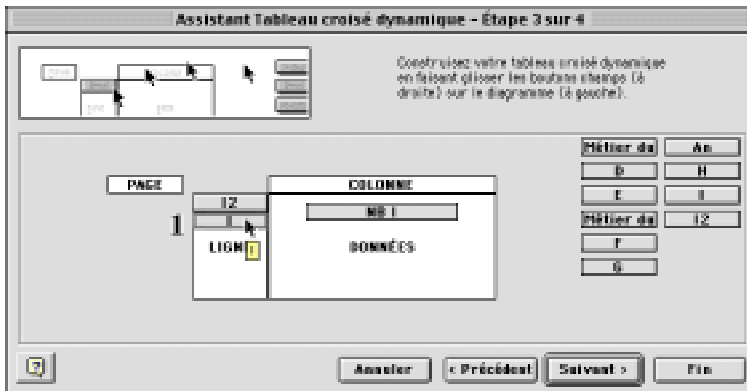 Assistant Tableau croisé dynamique - Étape 3 sur 4
Construisez votre tableau croisé dynamique
en faisant glisser les boutons champs (à
droite) sur le diagramme (à gauche).
Métier du An
D H
E I
Métier du I2
F
G
PAGE
COLONNE
I2
NB I
1
I
LIGNE
DONNÉES
Annuler
< Précédent
Suivant >
Fin